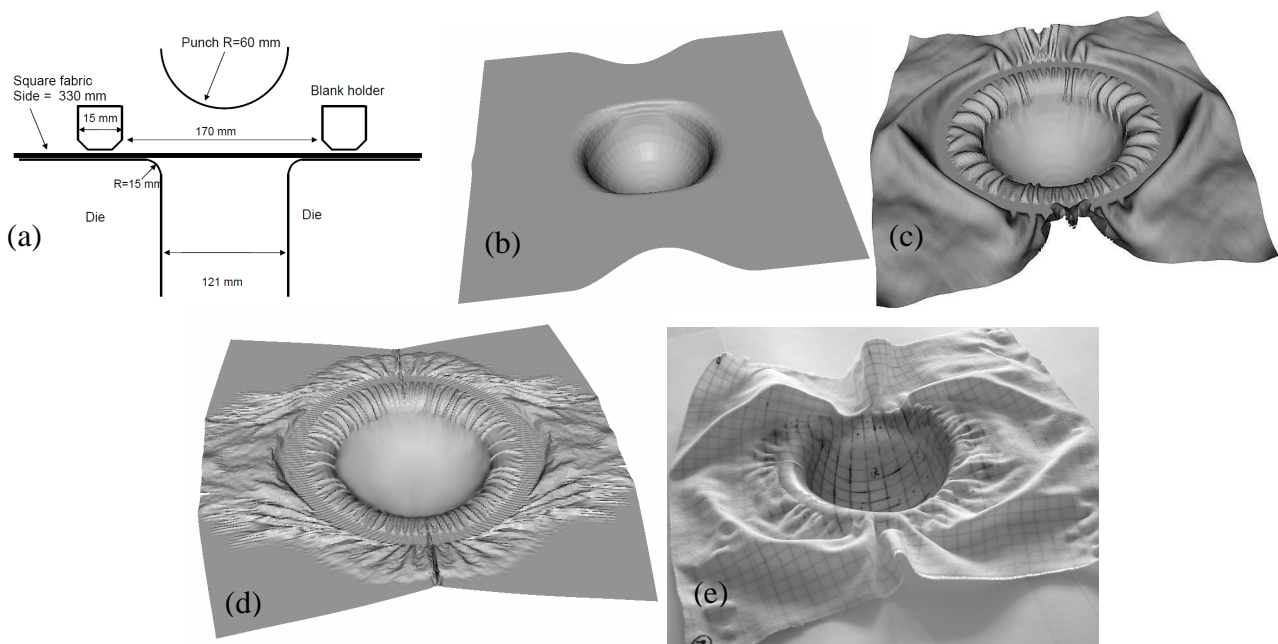 Punch R=60 mm
Square fabric
Side = 330 mm
Blank holder
15 mm
170 mm
R=15 mm
Die
Die
(a)
121 mm
(b)
(c)
(d)
(e)